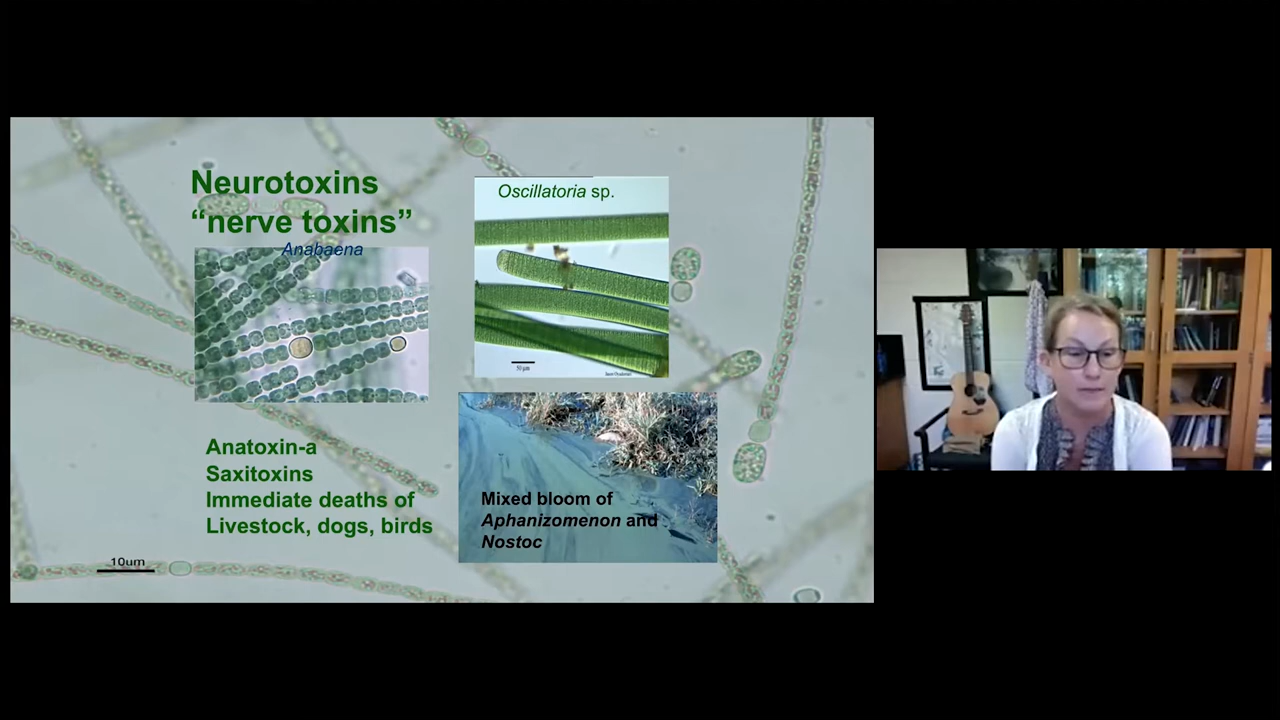 Neurotoxins
“nerve toxins”
Anabaena
Oscillatoria sp.
Anatoxin-a
Saxitoxins
Immediate deaths of
Livestock, dogs, birds
Mixed bloom of
Aphanizomenon and
Nostoc
10um